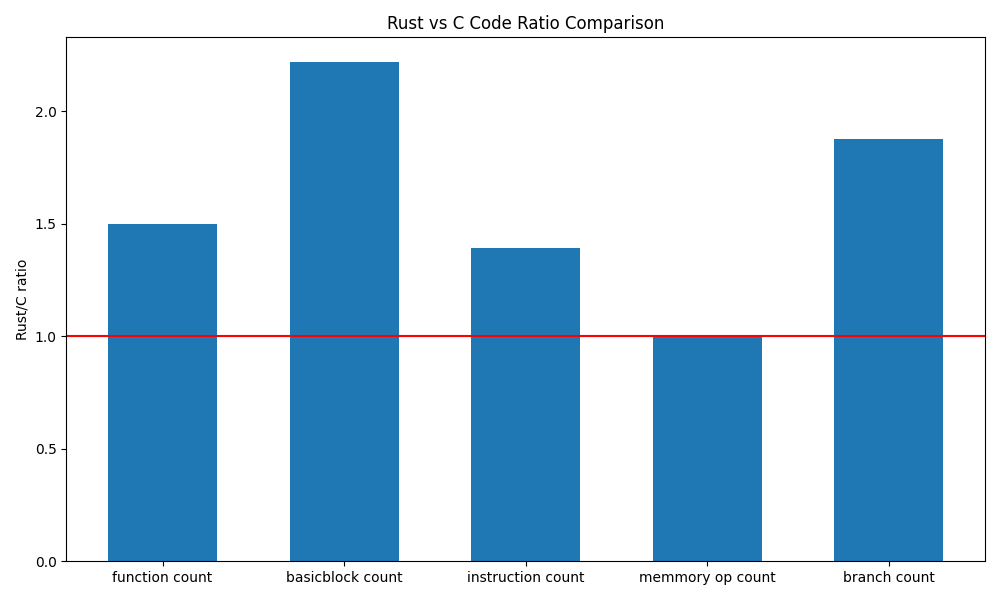 Rust vs C Code Ratio Comparison
Rust/C ratio
2.0
1.5
1.0
0.5
0.0
function count
basicblock count
instruction count
memmory op count
branch count